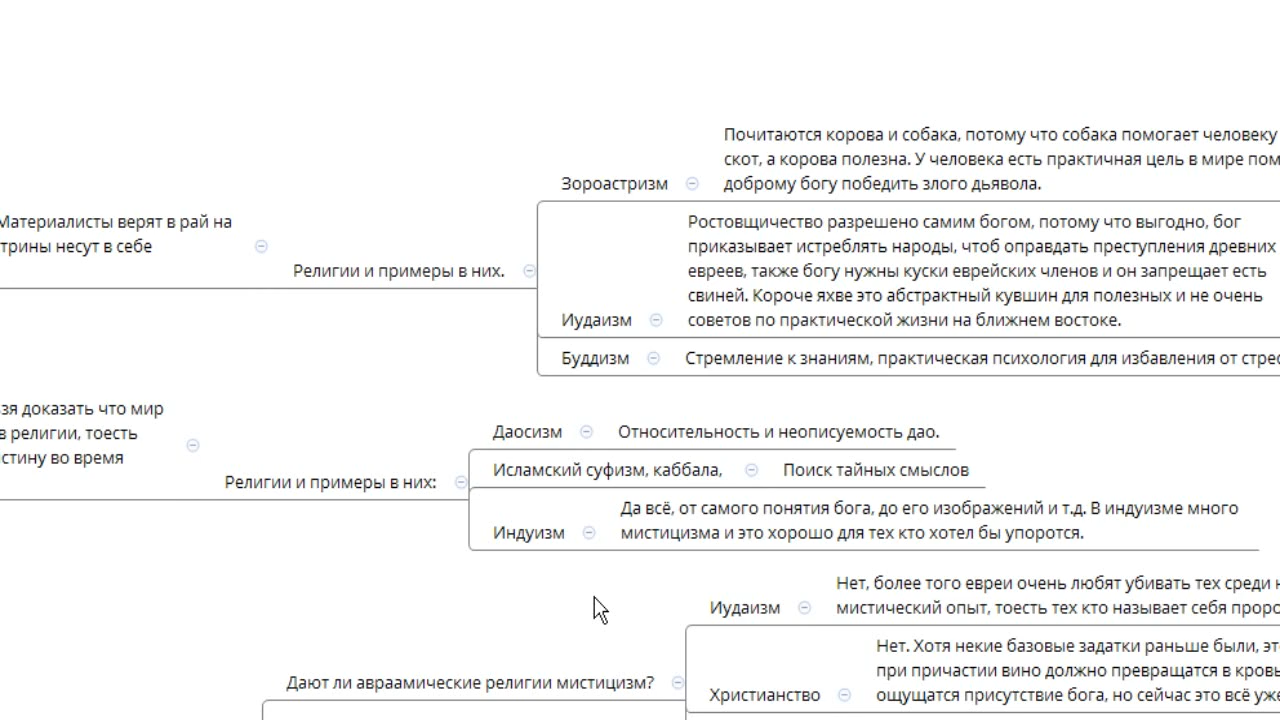 Почитаются корова и собака, потому что собака помогает человеку
скот, а корова полезна. У человека есть практичная цель в мире пом
Зороастризм доброму богу победить злого дьявола.
Материалисты верят в рай на
трины несут в себе
Религии и примеры в них.
Ростовщичество разрешено самим богом, потому что выгодно, бог
приказывает истреблять народы, чтоб оправдать преступления древних
евреев, также богу нужны куски еврейских членов и он запрещает есть
свиней. Короче яхве это абстрактный кувшин для полезных и не очень
Иудаизм советов по практической жизни на ближнем востоке.
Буддизм Стремление к знаниям, практическая психология для избавления от стрес
зя доказать что мир
в религии, тоесть
стину во время
Религии и примеры в них:
Даосизм Относительность и неописуемость дао.
Исламский суфизм, каббала, Поиск тайных смыслов
Да всё, от самого понятия бога, до его изображений и т.д. В индуизме много
Индуизм мистицизма и это хорошо для тех кто хотел бы упоротся.
Нет, более того евреи очень любят убивать тех среди н
Иудаизм мистический опыт, тоесть тех кто называет себя проро
Нет. Хотя некие базовые задатки раньше были, эт
при причастии вино должно превращатся в кровь
Христианство ощущатся присутствие бога, но сейчас это всё уже
Дают ли авраамические религии мистицизм?